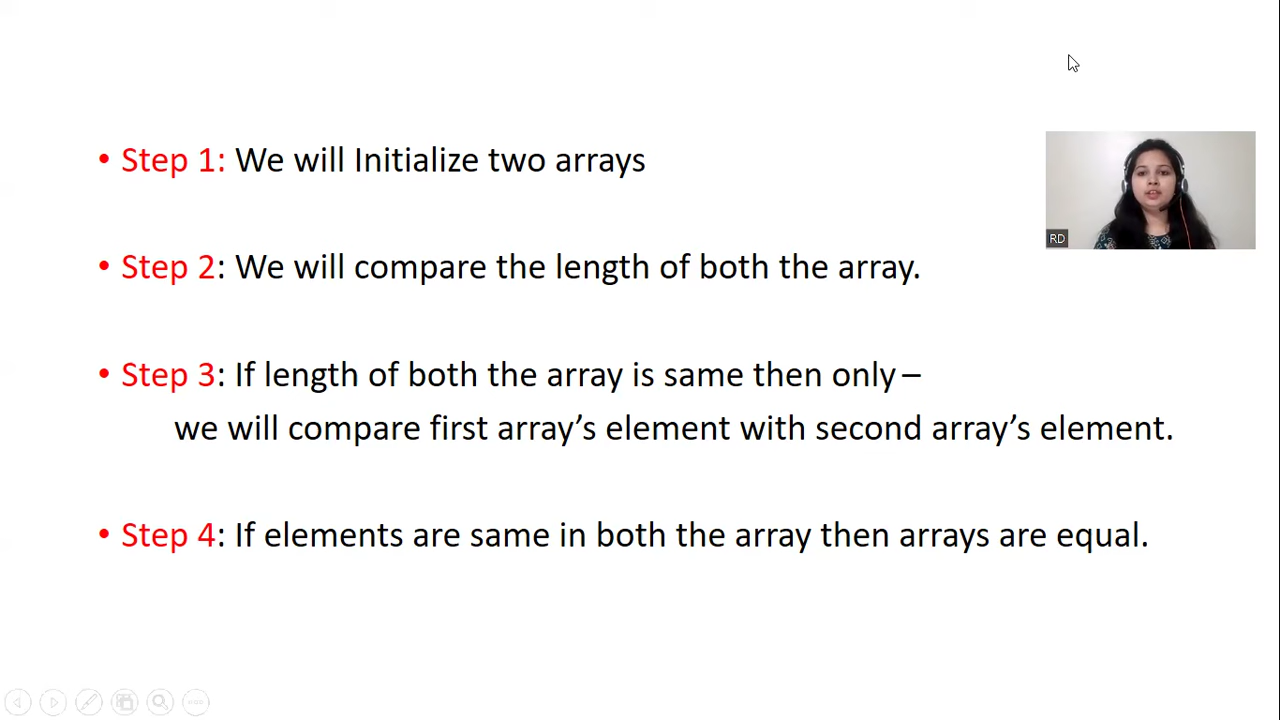 • Step 1: We will Initialize two arrays
RD
• Step 2: We will compare the length of both the array.
• Step 3: If length of both the array is same then only –
we will compare first array’s element with second array’s element.
• Step 4: If elements are same in both the array then arrays are equal.